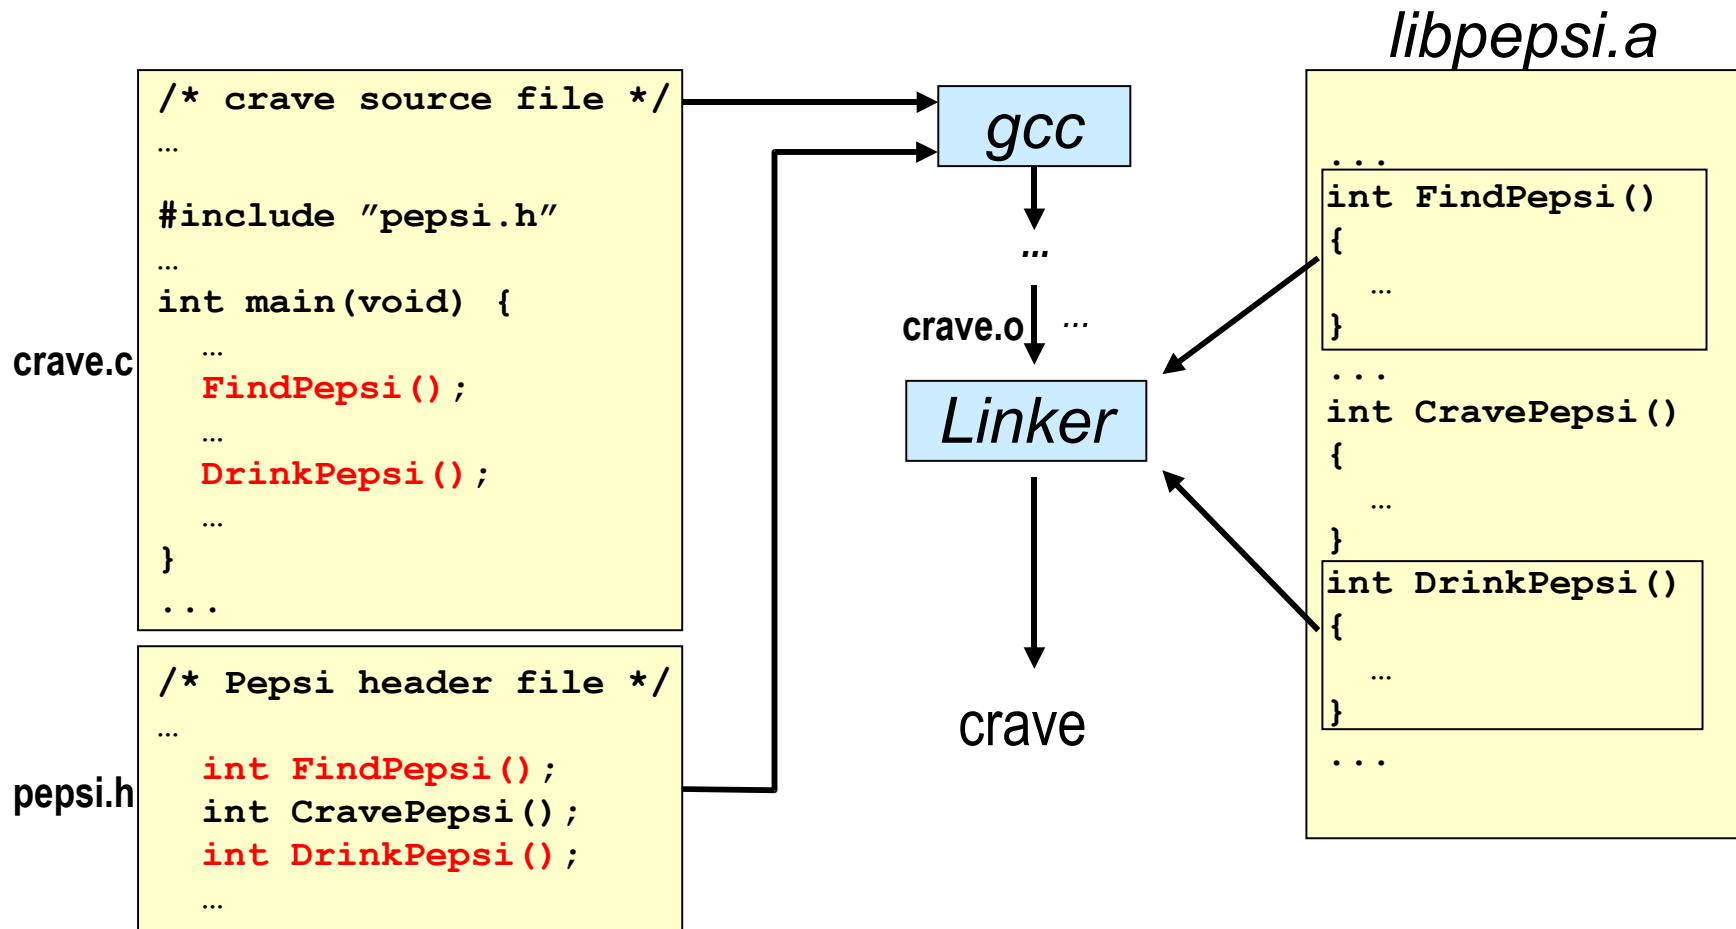 crave.c
/* crave source file */
…
#include ″pepsi.h″
…
int main(void) {
…
FindPepsi();
…
DrinkPepsi();
…
}
...
pepsi.h
/* Pepsi header file */
…
int FindPepsi();
int CravePepsi();
int DrinkPepsi();
…
gcc
...
crave.o
...
Linker
crave
libpepsi.a
...
int FindPepsi()
{
…
}
...
int CravePepsi()
{
…
}
int DrinkPepsi()
{
…
}
...